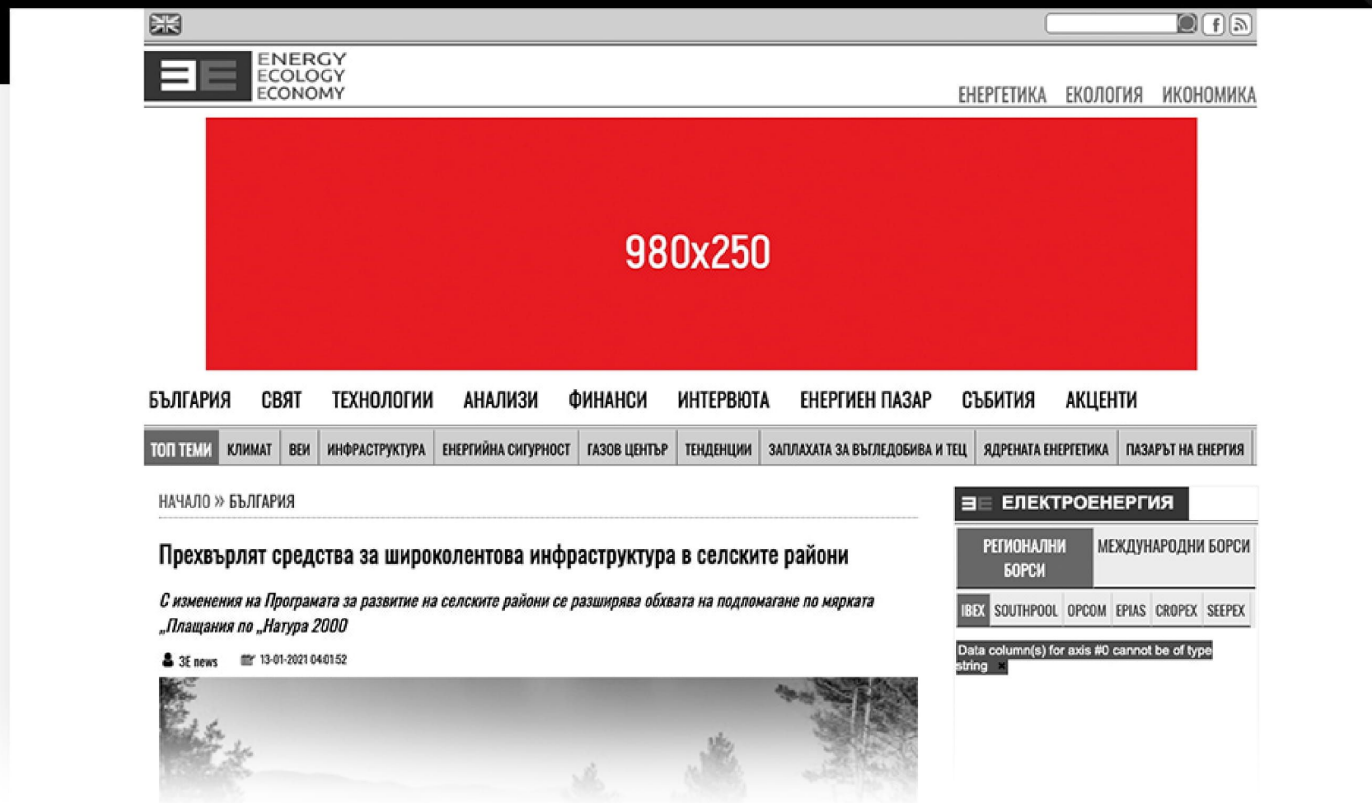 ENERGY
ECOLOGY
ECONOMY
ЕНЕРГЕТИКА ЕКОЛОГИЯ ИКОНОМИКА
980x250
БЪЛГАРИЯ СВЯТ ТЕХНОЛОГИИ АНАЛИЗИ ФИНАНСИ ИНТЕРВЮТА ЕНЕРГИЕН ПАЗАР СЪБИТИЯ АКЦЕНТИ
ТОП ТЕМИ КЛИМАТ ВЕИ ИНФРАСТРУКТУРА ЕНЕРГИЙНА СИГУРНОСТ ГАЗОВ ЦЕНТЪР ТЕНДЕНЦИИ ЗАПЛАХАТА ЗА ВЪГЛЕДОБИВА И ТЕЦ ЯДРЕНАТА ЕНЕРГЕТИКА ПАЗАРЪТ НА ЕНЕРГИЯ
НАЧАЛО » БЪЛГАРИЯ
Прехвърлят средства за широколентова инфраструктура в селските райони
С изменения на Програмата за развитие на селските райони се разширява обхвата на подпомагане по мярката
„Плащания по „Натура 2000
3E news 13-01-2021 04:01:52
ЕЛЕКТРОЕНЕРГИЯ
РЕГИОНАЛНИ
БОРСИ
МЕЖДУНАРОДНИ БОРСИ
IBEX SOUTHPOOL OPCOM EPIAS CROPEX SEEPEX
Data column(s) for axis #0 cannot be of type
string ×